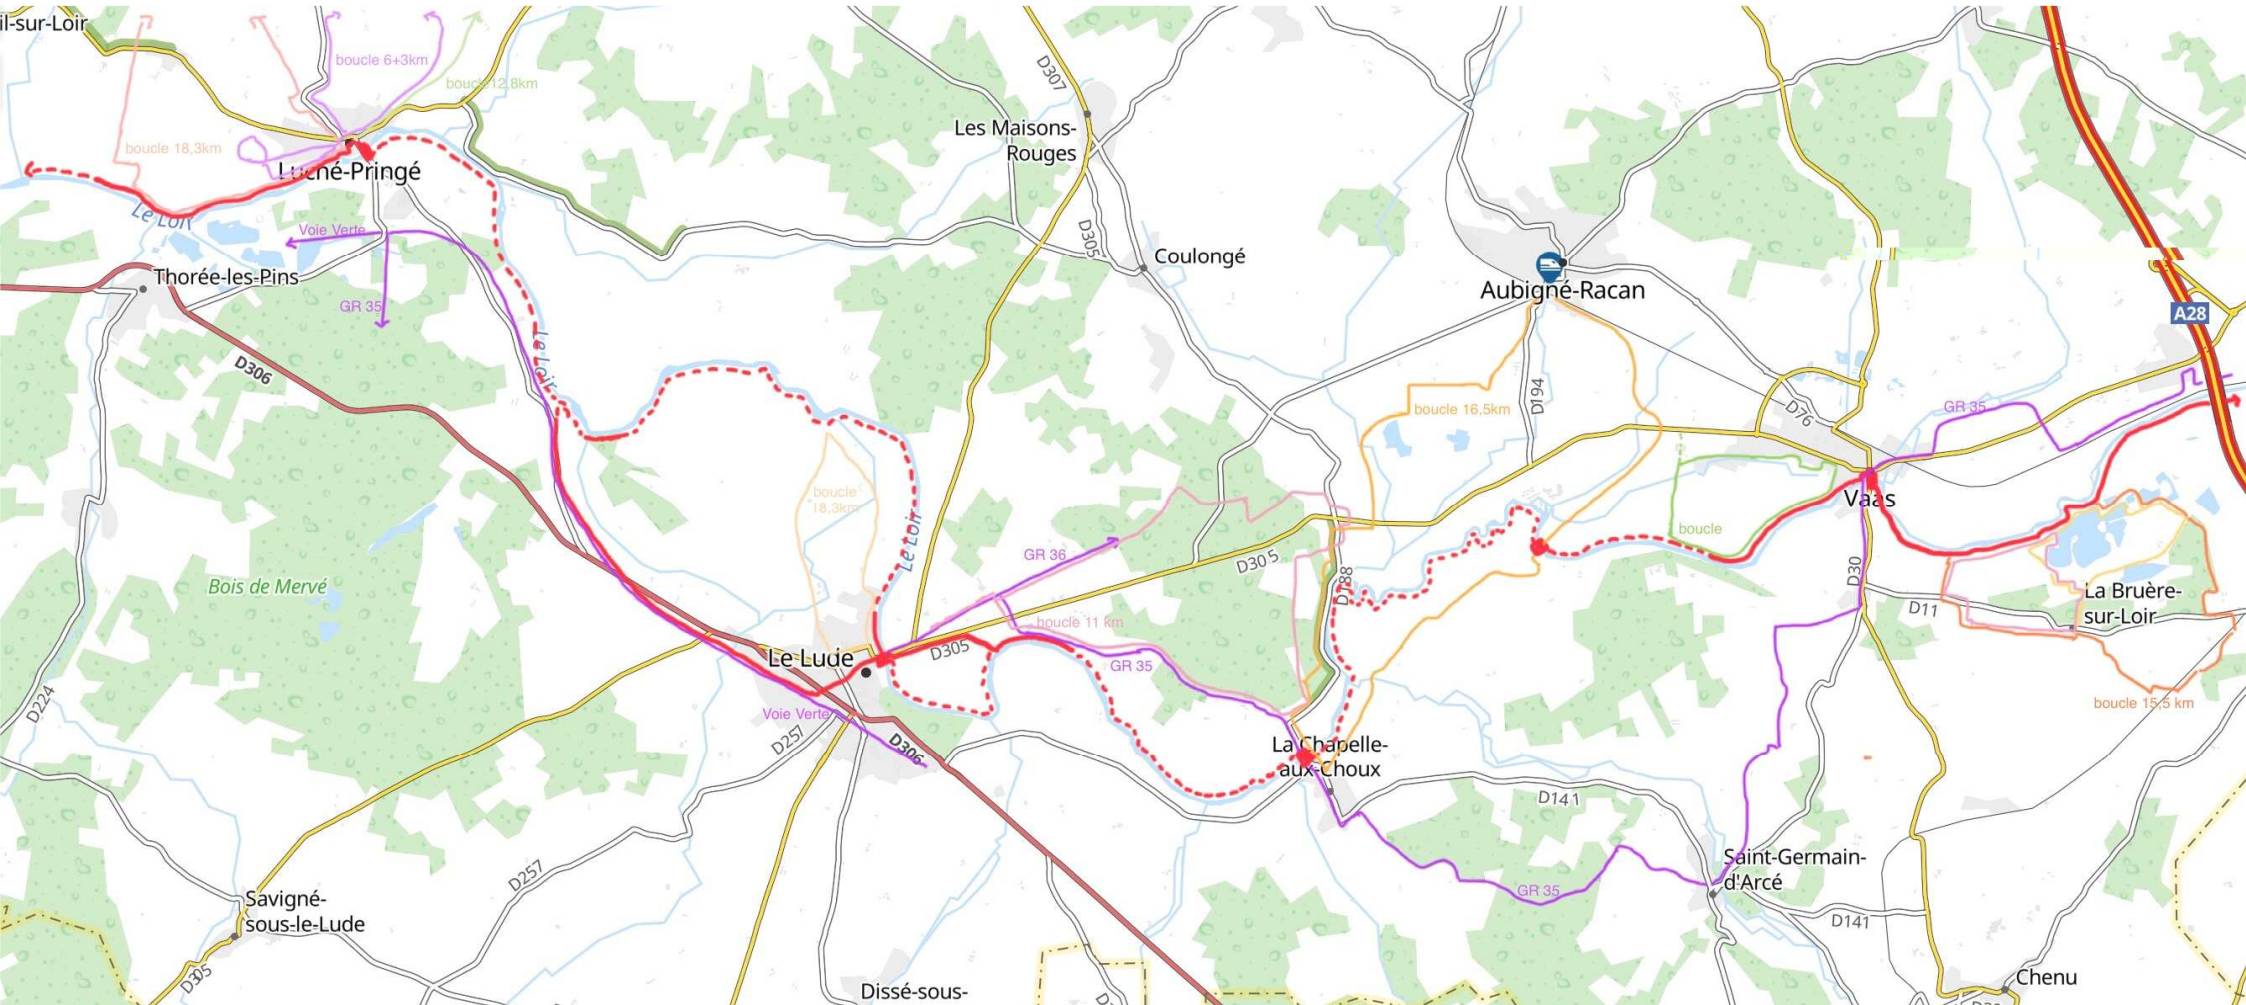 il-sur-Loir
boucle 6+3km
boucle 12,8km
D307
Les Maisons-
Rouges
boucle 18,3km
Luché-Pringé
Le Loir
Voie Verte
D305
Coulongé
Thorée-les-Pins
GR 35
Aubigné-Racan
A28
Le Loir
D306
D194
boucle 16,5km
D76
GR 35
boucle
18,3km
Vaas
boucle
Le Loir
GR 36
D305
D188
D30
Bois de Mervé
La Bruère-
sur-Loir
D11
boucle 11 km
D305
Le Lude
GR 35
D224
Voie Verte
D257
D306
boucle 15,5 km
La Chapelle-
aux-Choux
D141
Saint-Germain-
d'Arcé
D257
GR 35
Savigné-
sous-le-Lude
D141
1
D305
Chenu
Dissé-sous-